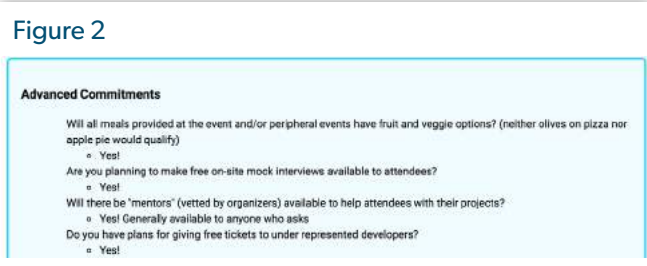 Figure 2
Advanced Commitments
Will all meals provided at the event and/or peripheral events have fruit and veggie options? (neither olives on pizza nor
apple pie would qualify)
∘ Yes!
Are you planning to make free on-site mock interviews available to attendees?
∘ Yes!
Will there be "mentors" (vetted by organizers) available to help attendees with their projects?
∘ Yes! Generally available to anyone who asks
Do you have plans for giving free tickets to under represented developers?
∘ Yes!